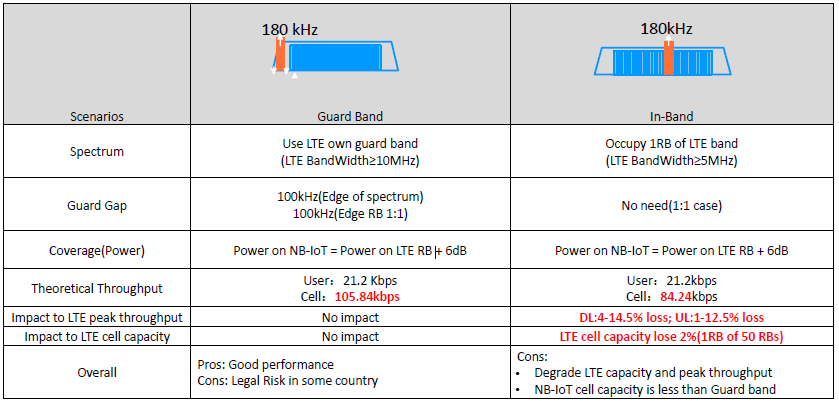 180 kHz
180kHz
Scenarios
Guard Band
In-Band
Spectrum
Use LTE own guard band
(LTE BandWidth≥10MHz)
Occupy 1RB of LTE band
(LTE BandWidth≥5MHz)
Guard Gap
100kHz(Edge of spectrum)
100kHz(Edge RB 1:1)
No need(1:1 case)
Coverage(Power)
Power on NB-IoT = Power on LTE RB + 6dB
Power on NB-IoT = Power on LTE RB + 6dB
Theoretical Throughput
User：21.2 Kbps
Cell：105.84kbps
User：21.2kbps
Cell：84.24kbps
Impact to LTE peak throughput
No impact
DL:4-14.5% loss; UL:1-12.5% loss
Impact to LTE cell capacity
No impact
LTE cell capacity lose 2%(1RB of 50 RBs)
Overall
Pros: Good performance
Cons: Legal Risk in some country
Cons:
• Degrade LTE capacity and peak throughput
• NB-IoT cell capacity is less than Guard band